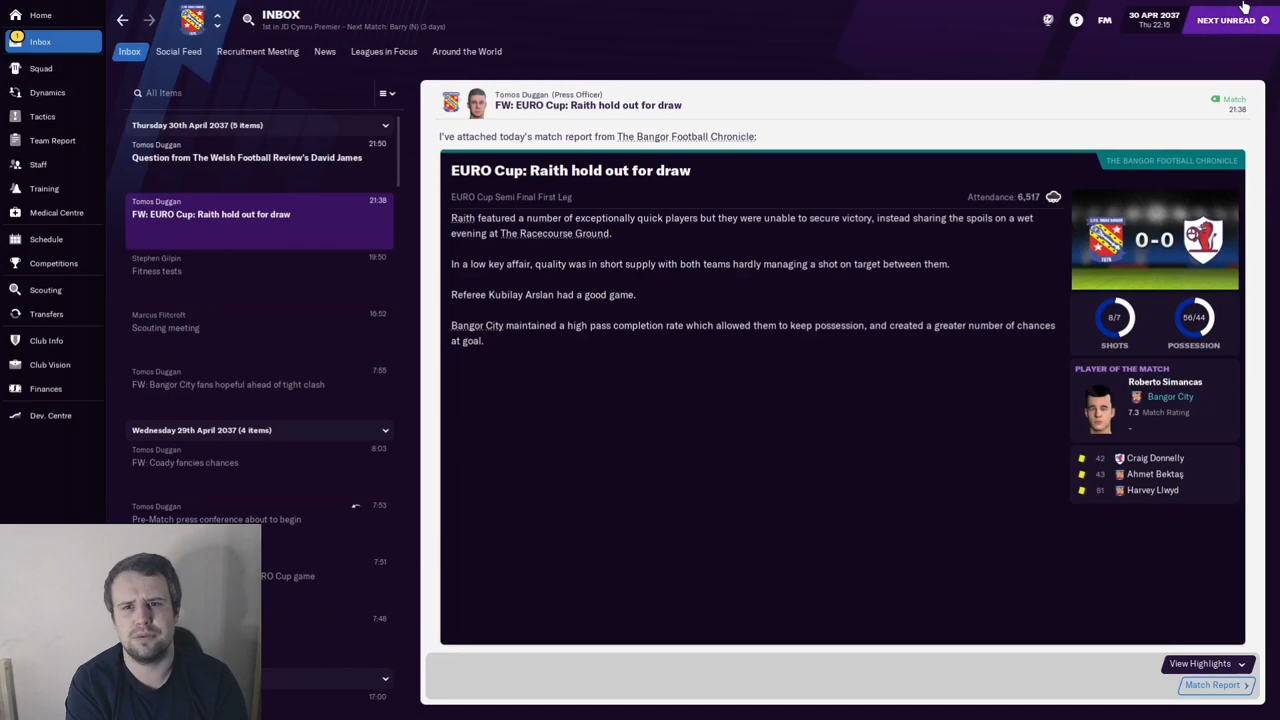 INBOX
1st in JD Cymru Premier - Next Match: Barry (N) (3 days)
FM
30 APR 2037
Thu 22:15
NEXT UNREAD
Home
1
Inbox
Squad
Dynamics
Tactics
Team Report
Staff
Training
Medical Centre
Schedule
Competitions
Scouting
Transfers
Club Info
Club Vision
Finances
Dev. Centre
Inbox
Social Feed
Recruitment Meeting
News
Leagues in Focus
Around the World
All Items
Thursday 30th April 2037 (5 items)
Tomos Duggan 21:50
Question from The Welsh Football Review's David James
Tomos Duggan 21:38
FW: EURO Cup: Raith hold out for draw
Stephen Gilpin 19:50
Fitness tests
Marcus Flitcroft 16:52
Scouting meeting
Tomos Duggan 7:55
FW: Bangor City fans hopeful ahead of tight clash
Wednesday 29th April 2037 (4 items)
Tomos Duggan 8:03
FW: Coady fancies chances
Tomos Duggan 7:53
Pre-Match press conference about to begin
7:51
RO Cup game
7:48
17:00
Tomos Duggan (Press Officer)
FW: EURO Cup: Raith hold out for draw
Match
21:38
I've attached today's match report from The Bangor Football Chronicle:
THE BANGOR FOOTBALL CHRONICLE
EURO Cup: Raith hold out for draw
EURO Cup Semi Final First Leg
Attendance: 6,517
Raith featured a number of exceptionally quick players but they were unable to secure victory, instead sharing the spoils on a wet
evening at The Racecourse Ground.
In a low key affair, quality was in short supply with both teams hardly managing a shot on target between them.
Referee Kubilay Arslan had a good game.
Bangor City maintained a high pass completion rate which allowed them to keep possession, and created a greater number of chances
at goal.
0-0
8/7
SHOTS
56/44
POSSESSION
PLAYER OF THE MATCH
Roberto Simancas
Bangor City
7.3 Match Rating
-
42 Craig Donnelly
43 Ahmet Bektaş
81 Harvey Llwyd
View Highlights
Match Report